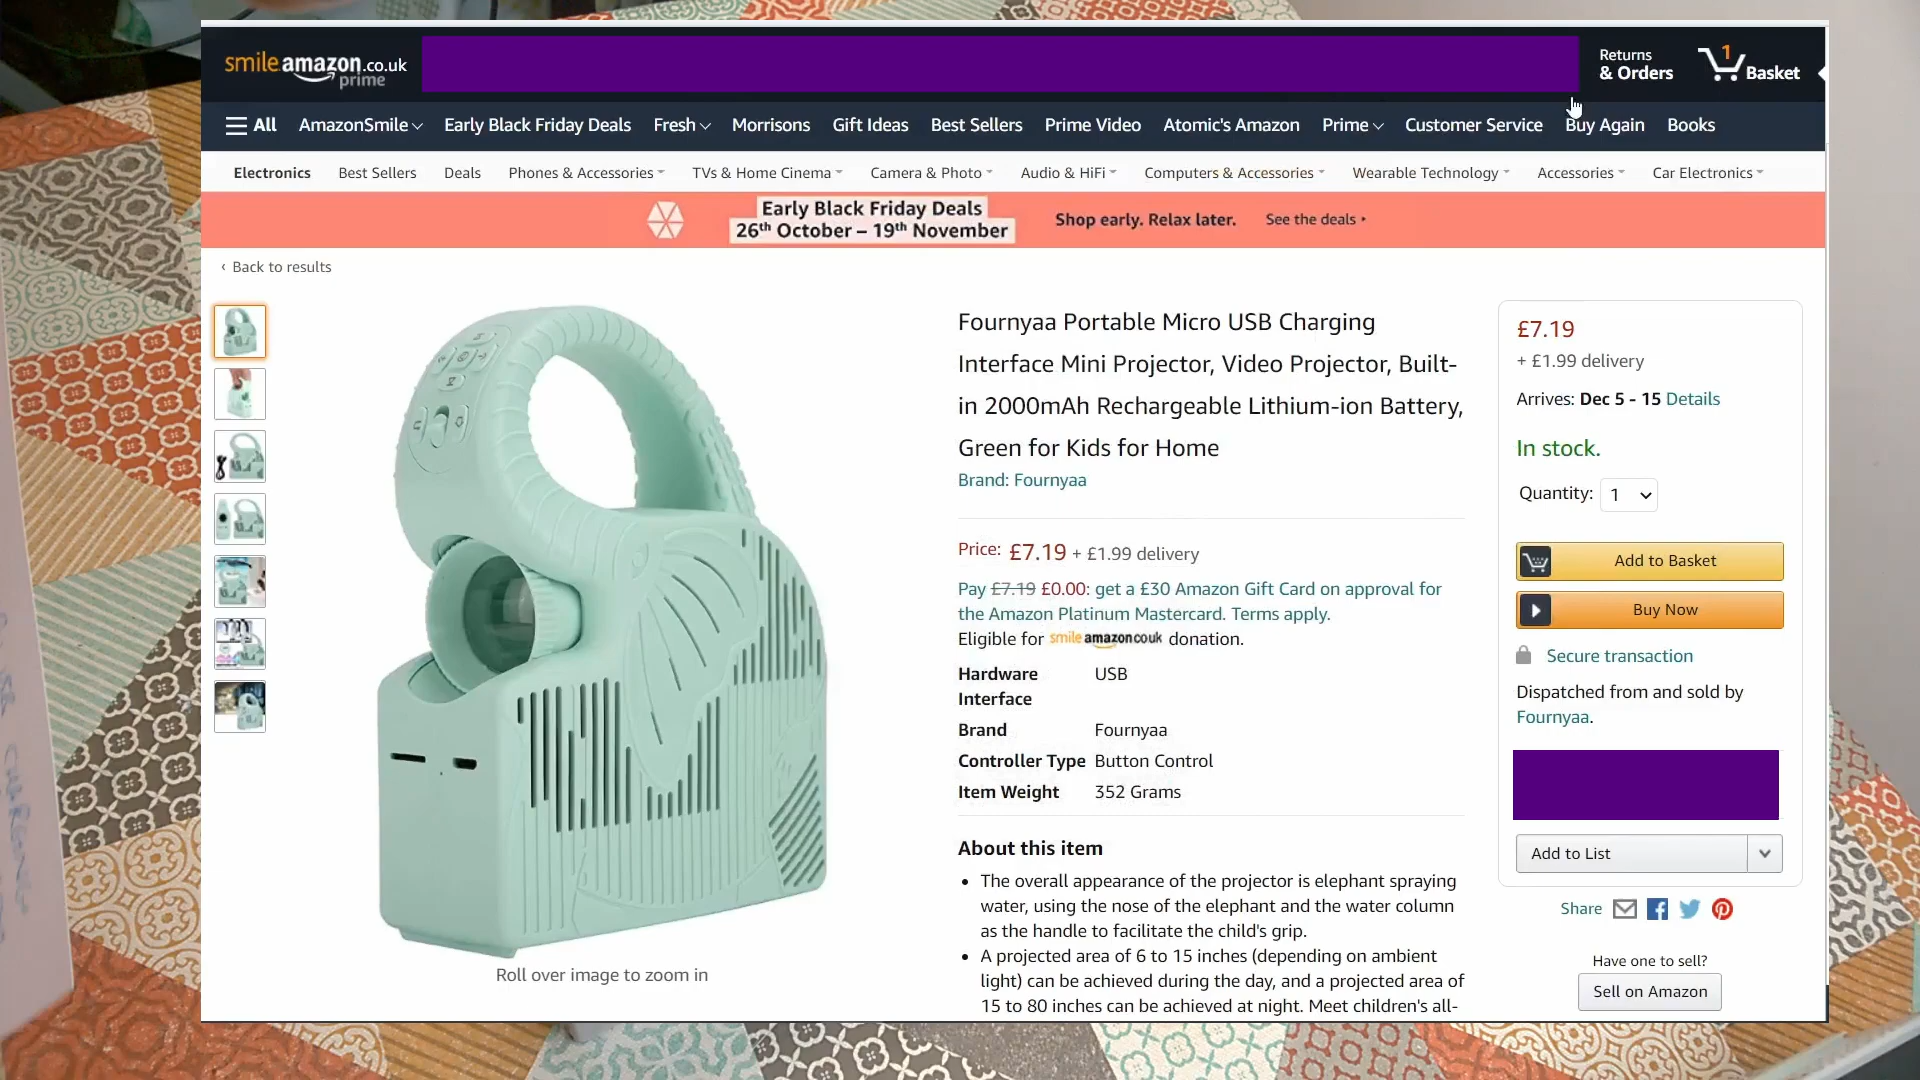 smile.amazon.co.uk
prime
Returns
& Orders
1
Basket
All
AmazonSmile
Early Black Friday Deals
Fresh
Morrisons
Gift Ideas
Best Sellers
Prime Video
Atomic's Amazon
Prime
Customer Service
Buy Again
Books
Electronics
Best Sellers
Deals
Phones & Accessories
TVs & Home Cinema
Camera & Photo
Audio & HiFi
Computers & Accessories
Wearable Technology
Accessories
Car Electronics
Early Black Friday Deals
26th October – 19th November
Shop early. Relax later.
See the deals
‹ Back to results
Fournyaa Portable Micro USB Charging
Interface Mini Projector, Video Projector, Built-
in 2000mAh Rechargeable Lithium-ion Battery,
Green for Kids for Home
Brand: Fournyaa
Price: £7.19 + £1.99 delivery
Pay £7.19 £0.00: get a £30 Amazon Gift Card on approval for
the Amazon Platinum Mastercard. Terms apply.
Eligible for smile.amazon.co.uk donation.
Hardware Interface USB
Brand Fournyaa
Controller Type Button Control
Item Weight 352 Grams
About this item
• The overall appearance of the projector is elephant spraying
water, using the nose of the elephant and the water column
as the handle to facilitate the child's grip.
• A projected area of 6 to 15 inches (depending on ambient
light) can be achieved during the day, and a projected area of
15 to 80 inches can be achieved at night. Meet children's all-
Roll over image to zoom in
£7.19
+ £1.99 delivery
Arrives: Dec 5 - 15 Details
In stock.
Quantity: 1
Add to Basket
Buy Now
Secure transaction
Dispatched from and sold by
Fournyaa.
Add to List
Share
Have one to sell?
Sell on Amazon